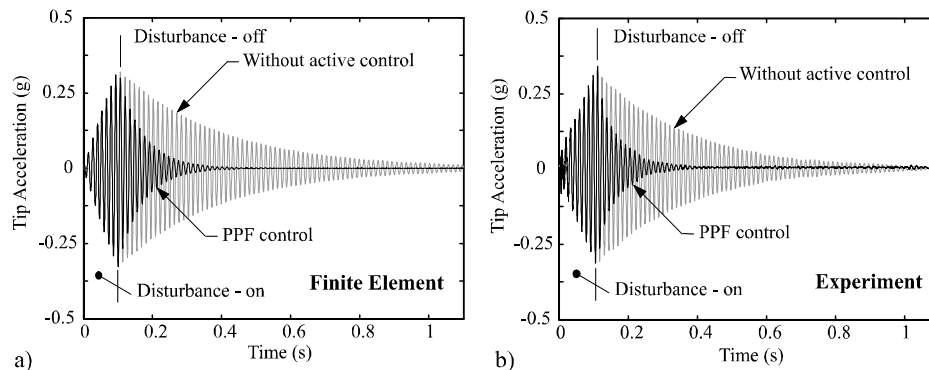 0.5
Disturbance - off
Without active control
0.25
Tip Acceleration (g)
0
PPF control
-0.25
Disturbance - on
Finite Element
-0.5
0 0.2 0.4 0.6 0.8 1
Time (s)
a)
0.5
Disturbance - off
Without active control
0.25
Tip Acceleration (g)
0
PPF control
-0.25
Disturbance - on
Experiment
-0.5
0 0.2 0.4 0.6 0.8 1
Time (s)
b)